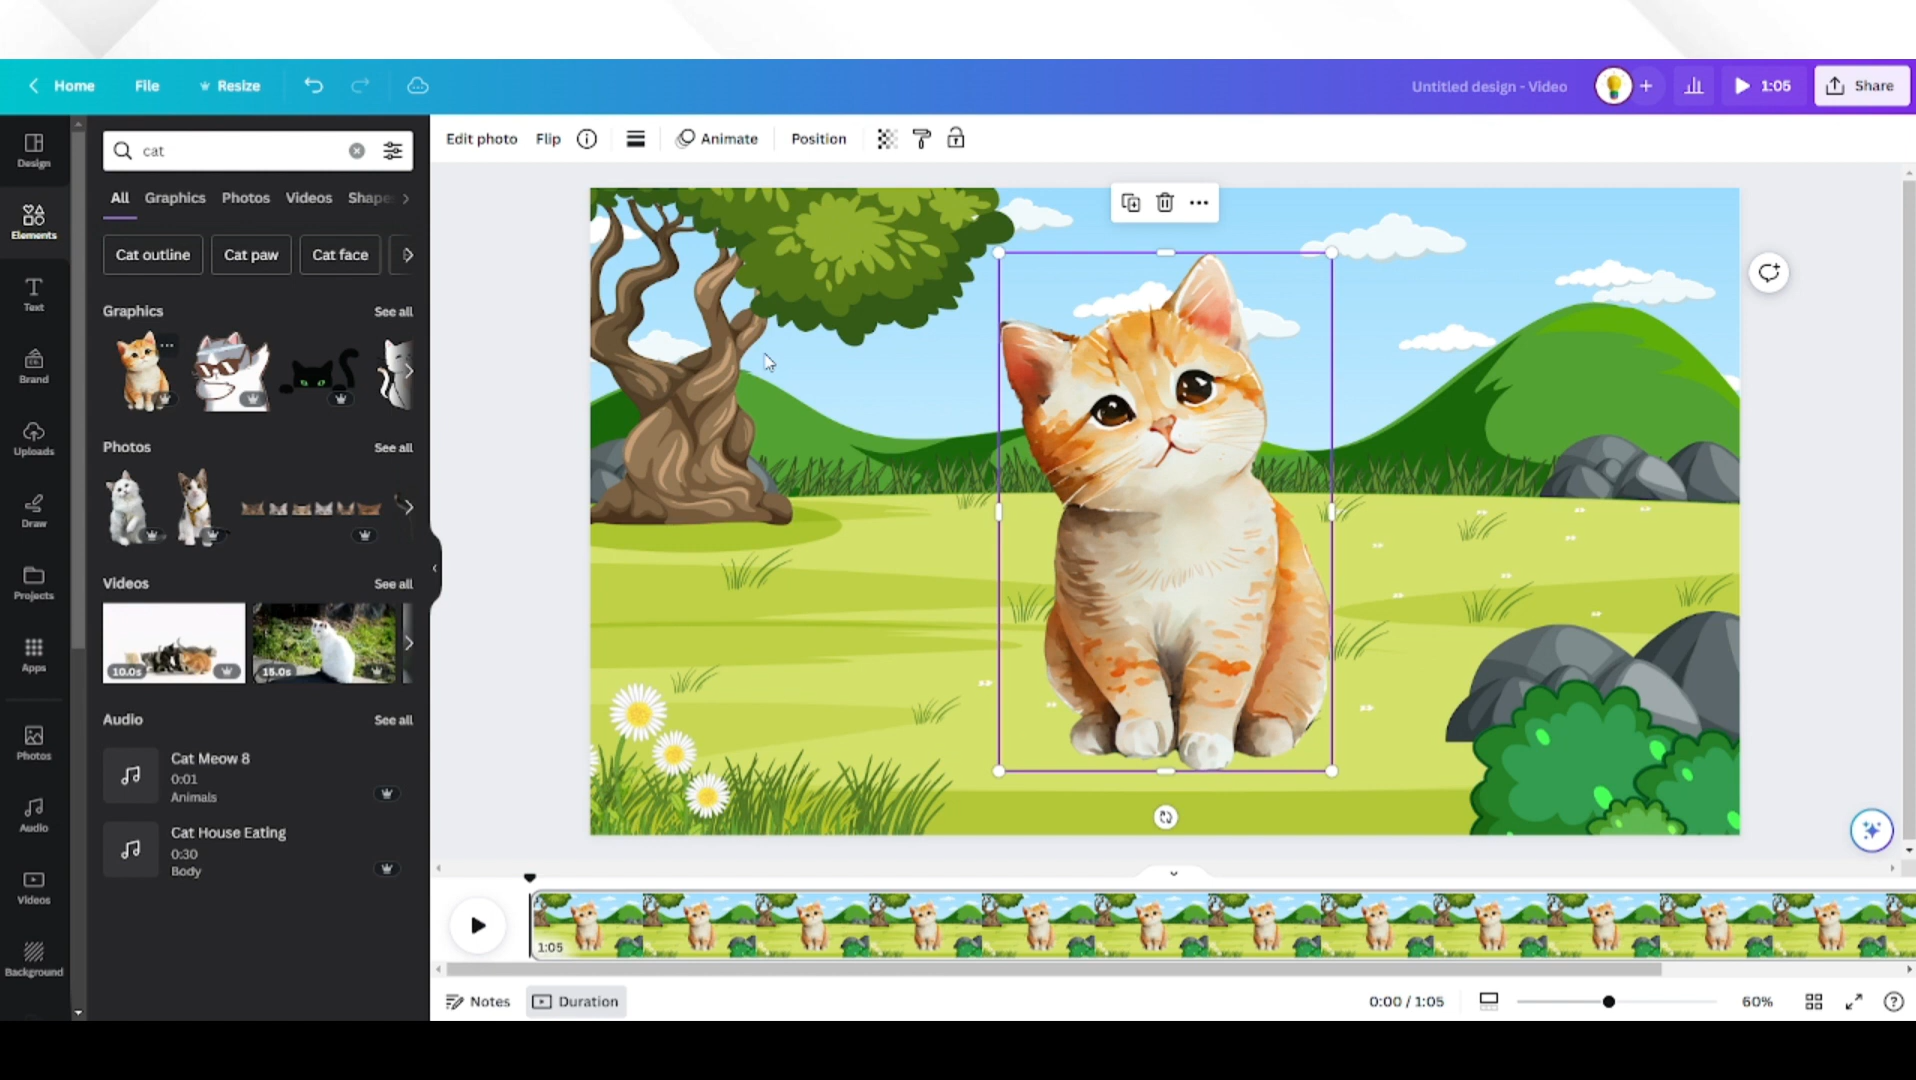 Home File Resize Untitled design - Video + 1:05 Share
cat
Edit photo Flip Animate Position
Design
Elements
Text
Brand
Uploads
Draw
Projects
Apps
Photos
Audio
Videos
Background
All Graphics Photos Videos
Cat outline Cat paw Cat face
Graphics See all
Photos See all
Videos See all
10.0s 15.0s
Audio See all
Cat Meow 8
0:01
Animals
Cat House Eating
0:30
Body
1:05
Notes Duration 0:00 / 1:05 60%